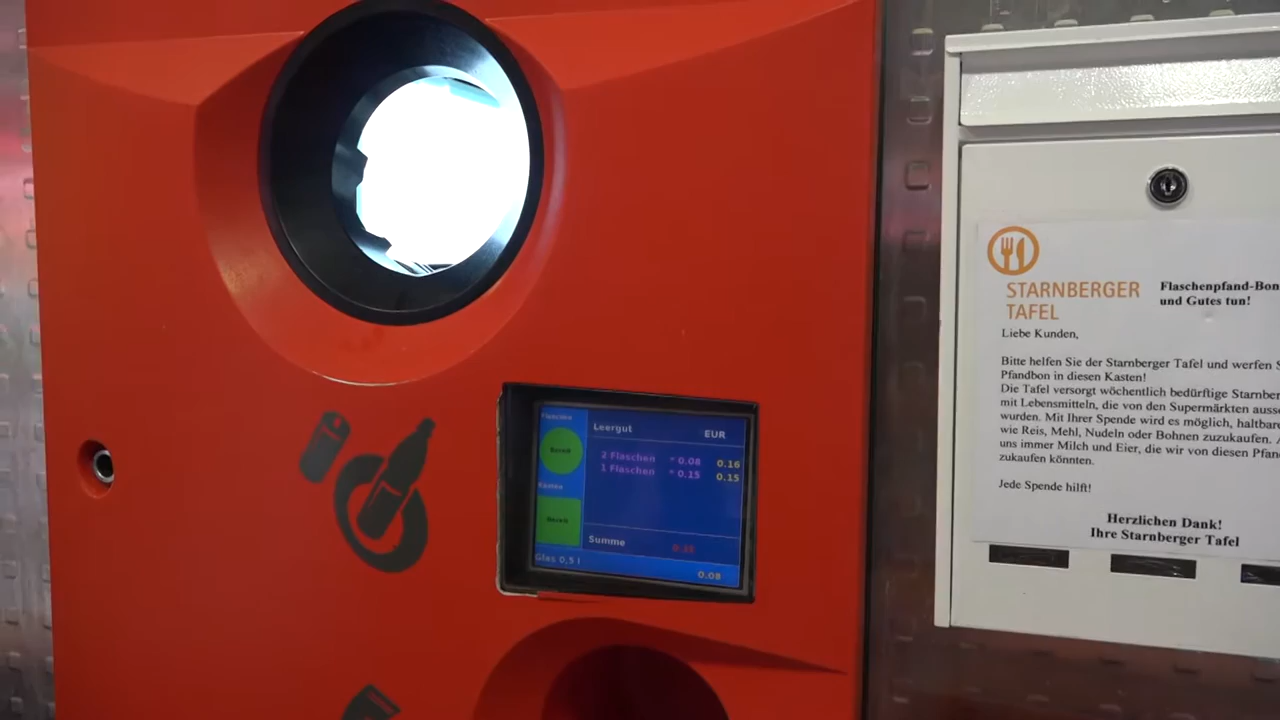 Flaschen
Bereit
Kästen
Bereit
Leergut EUR
2 Flaschen * 0.08 0.16
1 Flaschen * 0.15 0.15
Summe
Glas 0,5 l 0.08
STARNBERGER
TAFEL
Flaschenpfand-Bon
und Gutes tun!
Liebe Kunden,
Bitte helfen Sie der Starnberger Tafel und werfen S
Pfandbon in diesen Kasten!
Die Tafel versorgt wöchentlich bedürftige Starnber
mit Lebensmitteln, die von den Supermärkten auss
wurden. Mit Ihrer Spende wird es möglich, haltbar
wie Reis, Mehl, Nudeln oder Bohnen zuzukaufen. A
uns immer Milch und Eier, die wir von diesen Pfan
zukaufen könnten.
Jede Spende hilft!
Herzlichen Dank!
Ihre Starnberger Tafel